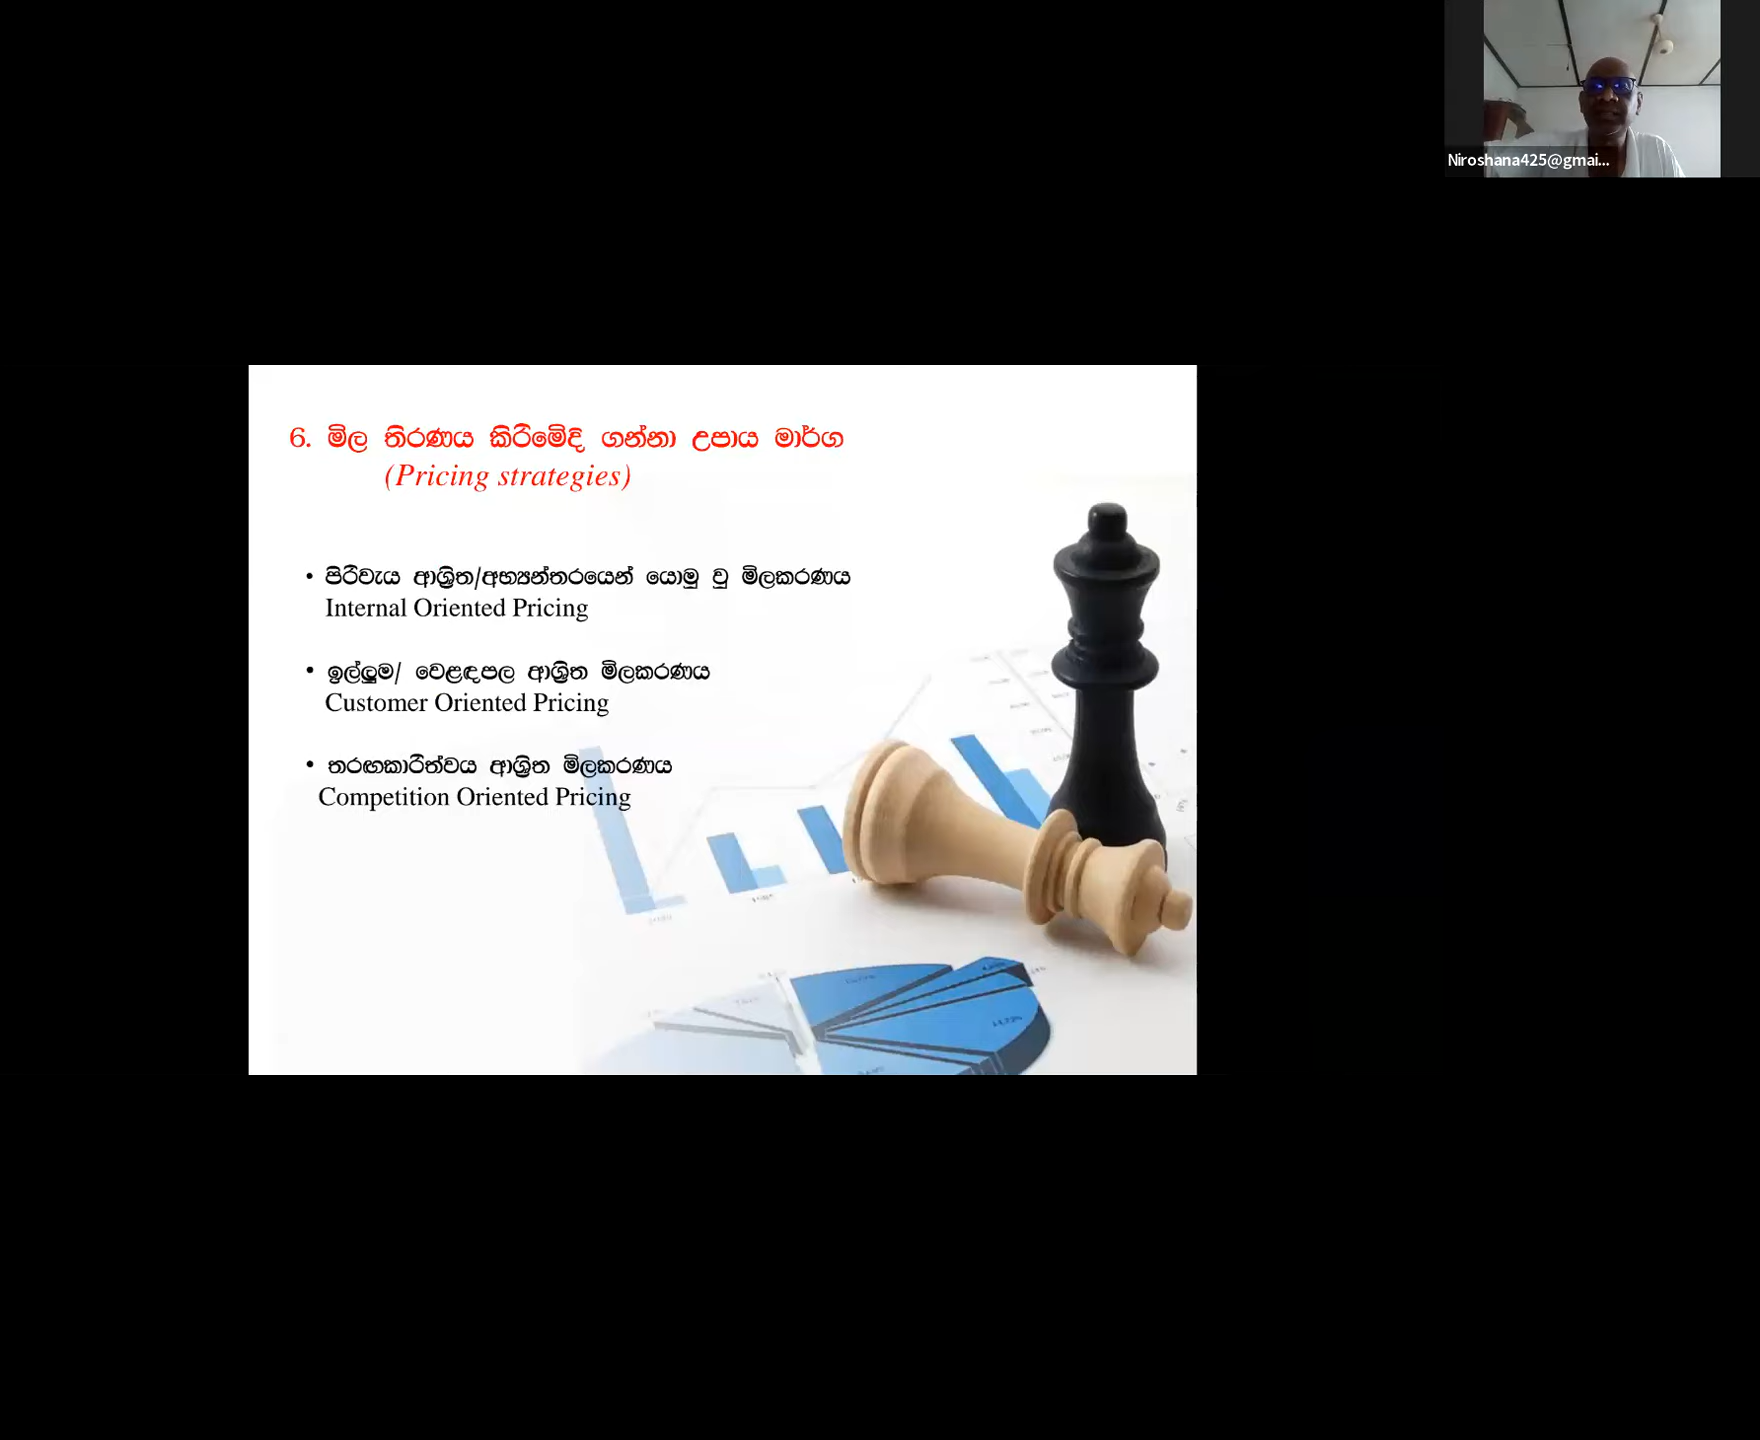 Niroshana425@gmai...
6. මිල තිරණය කිරීමේදි ගන්නා උපාය මාර්ග
(Pricing strategies)
• පිරිවැය ආශ්‍රිත/අභ්‍යන්තරයෙන් යොමු වු මිලකරණය
Internal Oriented Pricing
• ඉල්ලුම/ වෙළඳපල ආශ්‍රිත මිලකරණය
Customer Oriented Pricing
• තරඟකාරිත්වය ආශ්‍රිත මිලකරණය
Competition Oriented Pricing